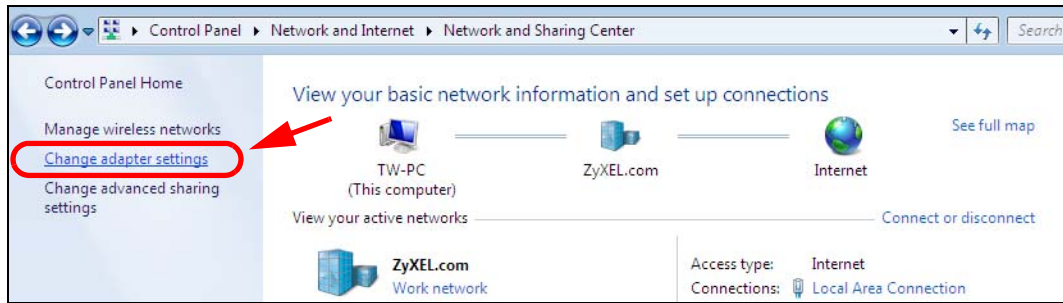 Control Panel ▸ Network and Internet ▸ Network and Sharing Center
Search
Control Panel Home
Manage wireless networks
Change adapter settings
Change advanced sharing
settings
View your basic network information and set up connections
See full map
TW-PC
(This computer)
ZyXEL.com
Internet
View your active networks
Connect or disconnect
ZyXEL.com
Work network
Access type: Internet
Connections: Local Area Connection